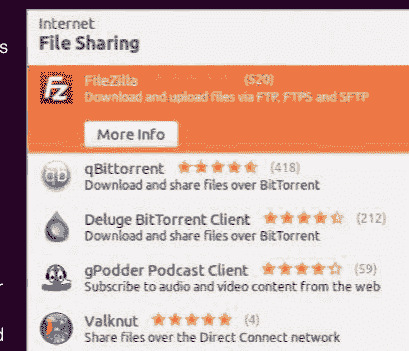 Internet
File Sharing
s
FileZilla (520)
Download and upload files via FTP, FTPS and SFTP
More Info
qBittorrent (418)
Download and share files over BitTorrent
Deluge BitTorrent Client (212)
Download and share files over BitTorrent
gPodder Podcast Client (59)
Subscribe to audio and video content from the web
r
Valknut (4)
d
Share files over the Direct Connect network